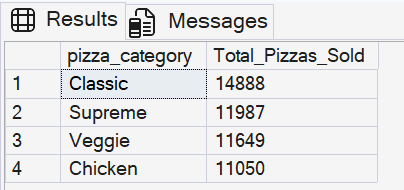 Results Messages
pizza_category Total_Pizzas_Sold
1 Classic 14888
2 Supreme 11987
3 Veggie 11649
4 Chicken 11050